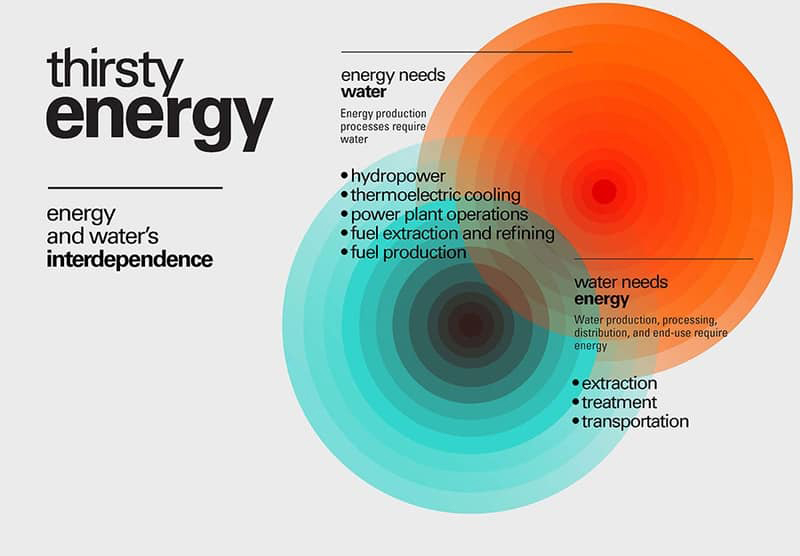 thirsty
energy
energy
and water's
interdependence
energy needs
water
Energy production
processes require
water
• hydropower
• thermoelectric cooling
• power plant operations
• fuel extraction and refining
• fuel production
water needs
energy
Water production, processing,
distribution, and end-use require
energy
• extraction
• treatment
• transportation